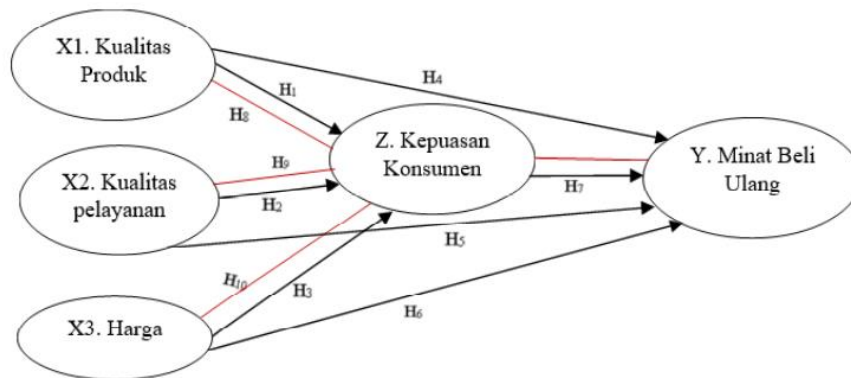 X1. Kualitas
Produk
H4
H1
H8
Z. Kepuasan
Konsumen
Y. Minat Beli
Ulang
H9
X2. Kualitas
pelayanan
H2
H7
H5
H10
H3
H6
X3. Harga